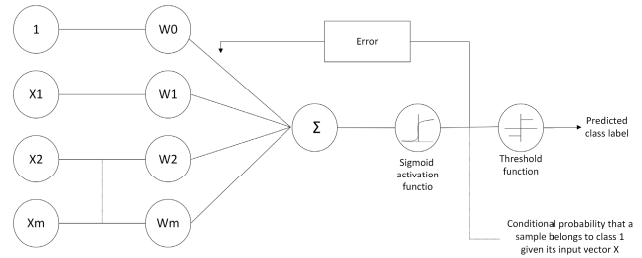 1
W0
Error
X1
W1
Σ
Predicted
class label
X2
W2
Sigmoid
activation
functio
Threshold
function
Xm
Wm
Conditional probability that a
sample belongs to class 1
given its input vector X